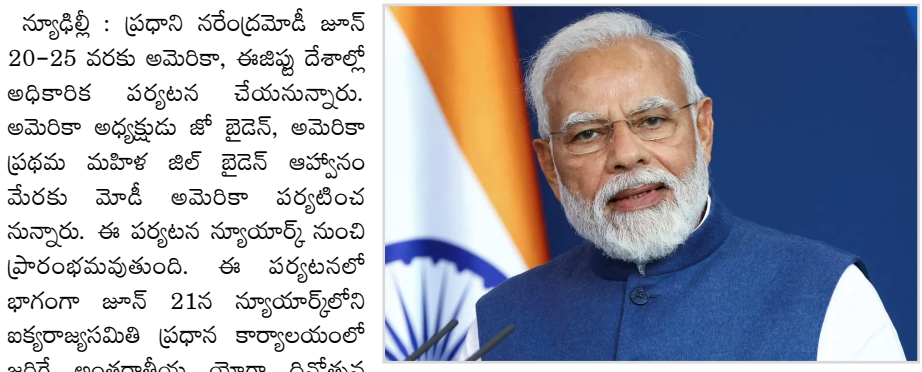 న్యూఢిల్లీ : ప్రధాని నరేంద్రమోడీ జూన్
20-25 వరకు అమెరికా, ఈజిప్టు దేశాల్లో
అధికారిక పర్యటన చేయనున్నారు.
అమెరికా అధ్యక్షుడు జో బైడెన్, అమెరికా
ప్రథమ మహిళ జిల్ బైడెన్ ఆహ్వానం
మేరకు మోడీ అమెరికా పర్యటించ
నున్నారు. ఈ పర్యటన న్యూయార్క్ నుంచి
ప్రారంభమవుతుంది. ఈ పర్యటనలో
భాగంగా జూన్ 21న న్యూయార్క్‌లోని
ఐక్యరాజ్యసమితి ప్రధాన కార్యాలయంలో